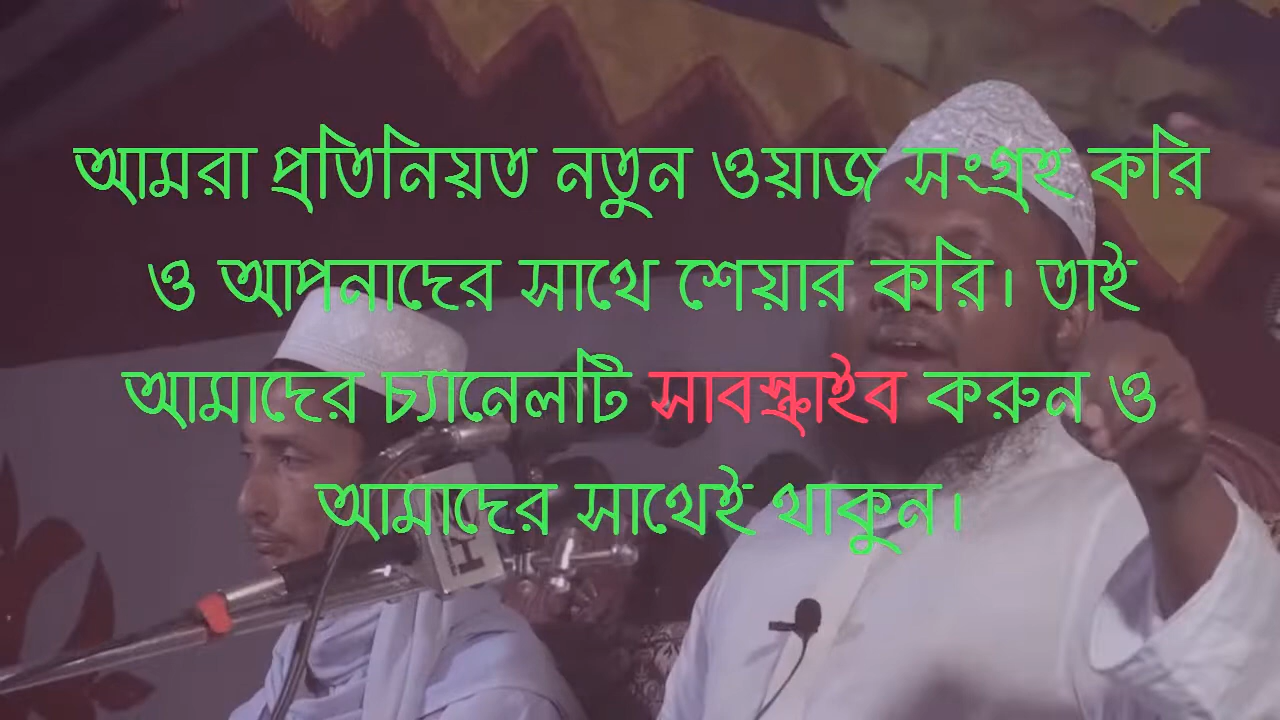 আমরা প্রতিনিয়ত নতুন ওয়াজ সংগ্রহ করি
ও আপনাদের সাথে শেয়ার করি। তাই
আমাদের চ্যানেলটি সাবস্ক্রাইব করুন ও
আমাদের সাথেই থাকুন।